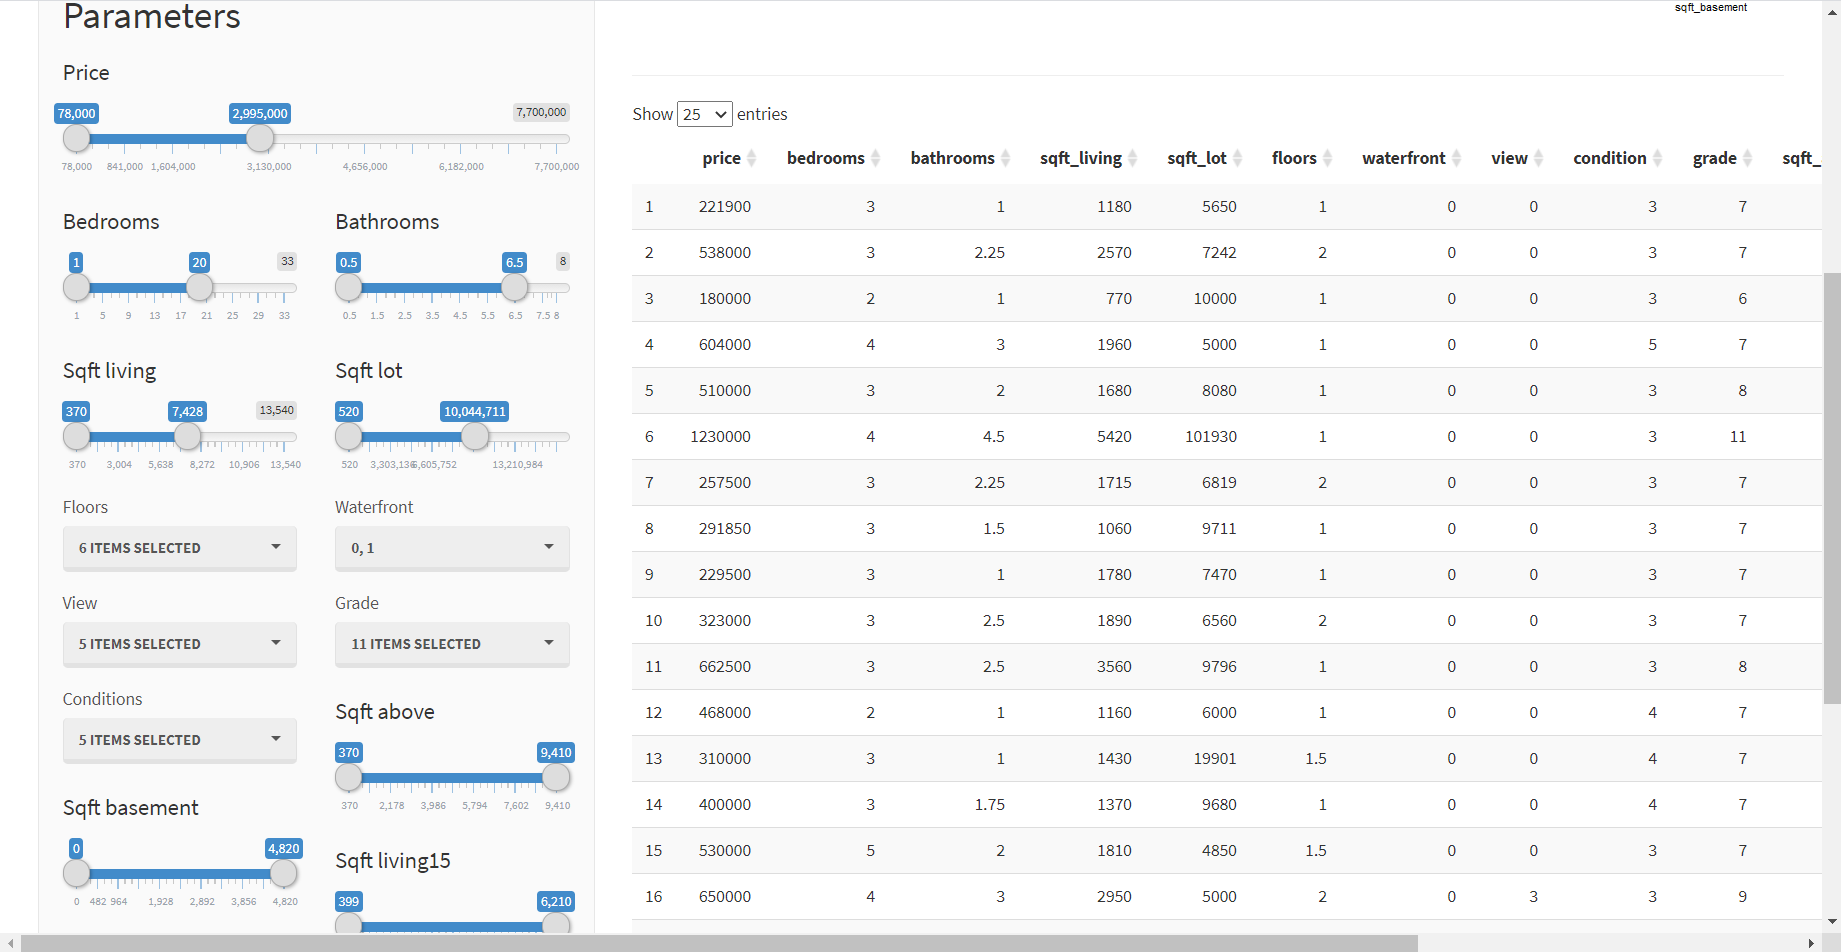 Parameters
Price
78,000 2,995,000 7,700,000
78,000 841,000 1,604,000 3,130,000 4,656,000 6,182,000 7,700,000
Bedrooms Bathrooms
1 20 33 0.5 6.5 8
1 5 9 13 17 21 25 29 33 0.5 1.5 2.5 3.5 4.5 5.5 6.5 7.5 8
Sqft living Sqft lot
370 7,428 13,540 520 10,044,711
370 3,004 5,638 8,272 10,906 13,540 520 3,303,136 6,605,752 13,210,984
Floors Waterfront
6 ITEMS SELECTED 0, 1
View Grade
5 ITEMS SELECTED 11 ITEMS SELECTED
Conditions
5 ITEMS SELECTED
Sqft above
370 9,410
370 2,178 3,986 5,794 7,602 9,410
Sqft basement
0 4,820
0 482 964 1,928 2,892 3,856 4,820
Sqft living15
399 6,210
sqft_basement
Show 25 entries
price bedrooms bathrooms sqft_living sqft_lot floors waterfront view condition grade sqft_
1 221900 3 1 1180 5650 1 0 0 3 7
2 538000 3 2.25 2570 7242 2 0 0 3 7
3 180000 2 1 770 10000 1 0 0 3 6
4 604000 4 3 1960 5000 1 0 0 5 7
5 510000 3 2 1680 8080 1 0 0 3 8
6 1230000 4 4.5 5420 101930 1 0 0 3 11
7 257500 3 2.25 1715 6819 2 0 0 3 7
8 291850 3 1.5 1060 9711 1 0 0 3 7
9 229500 3 1 1780 7470 1 0 0 3 7
10 323000 3 2.5 1890 6560 2 0 0 3 7
11 662500 3 2.5 3560 9796 1 0 0 3 8
12 468000 2 1 1160 6000 1 0 0 4 7
13 310000 3 1 1430 19901 1.5 0 0 4 7
14 400000 3 1.75 1370 9680 1 0 0 4 7
15 530000 5 2 1810 4850 1.5 0 0 3 7
16 650000 4 3 2950 5000 2 0 3 3 9